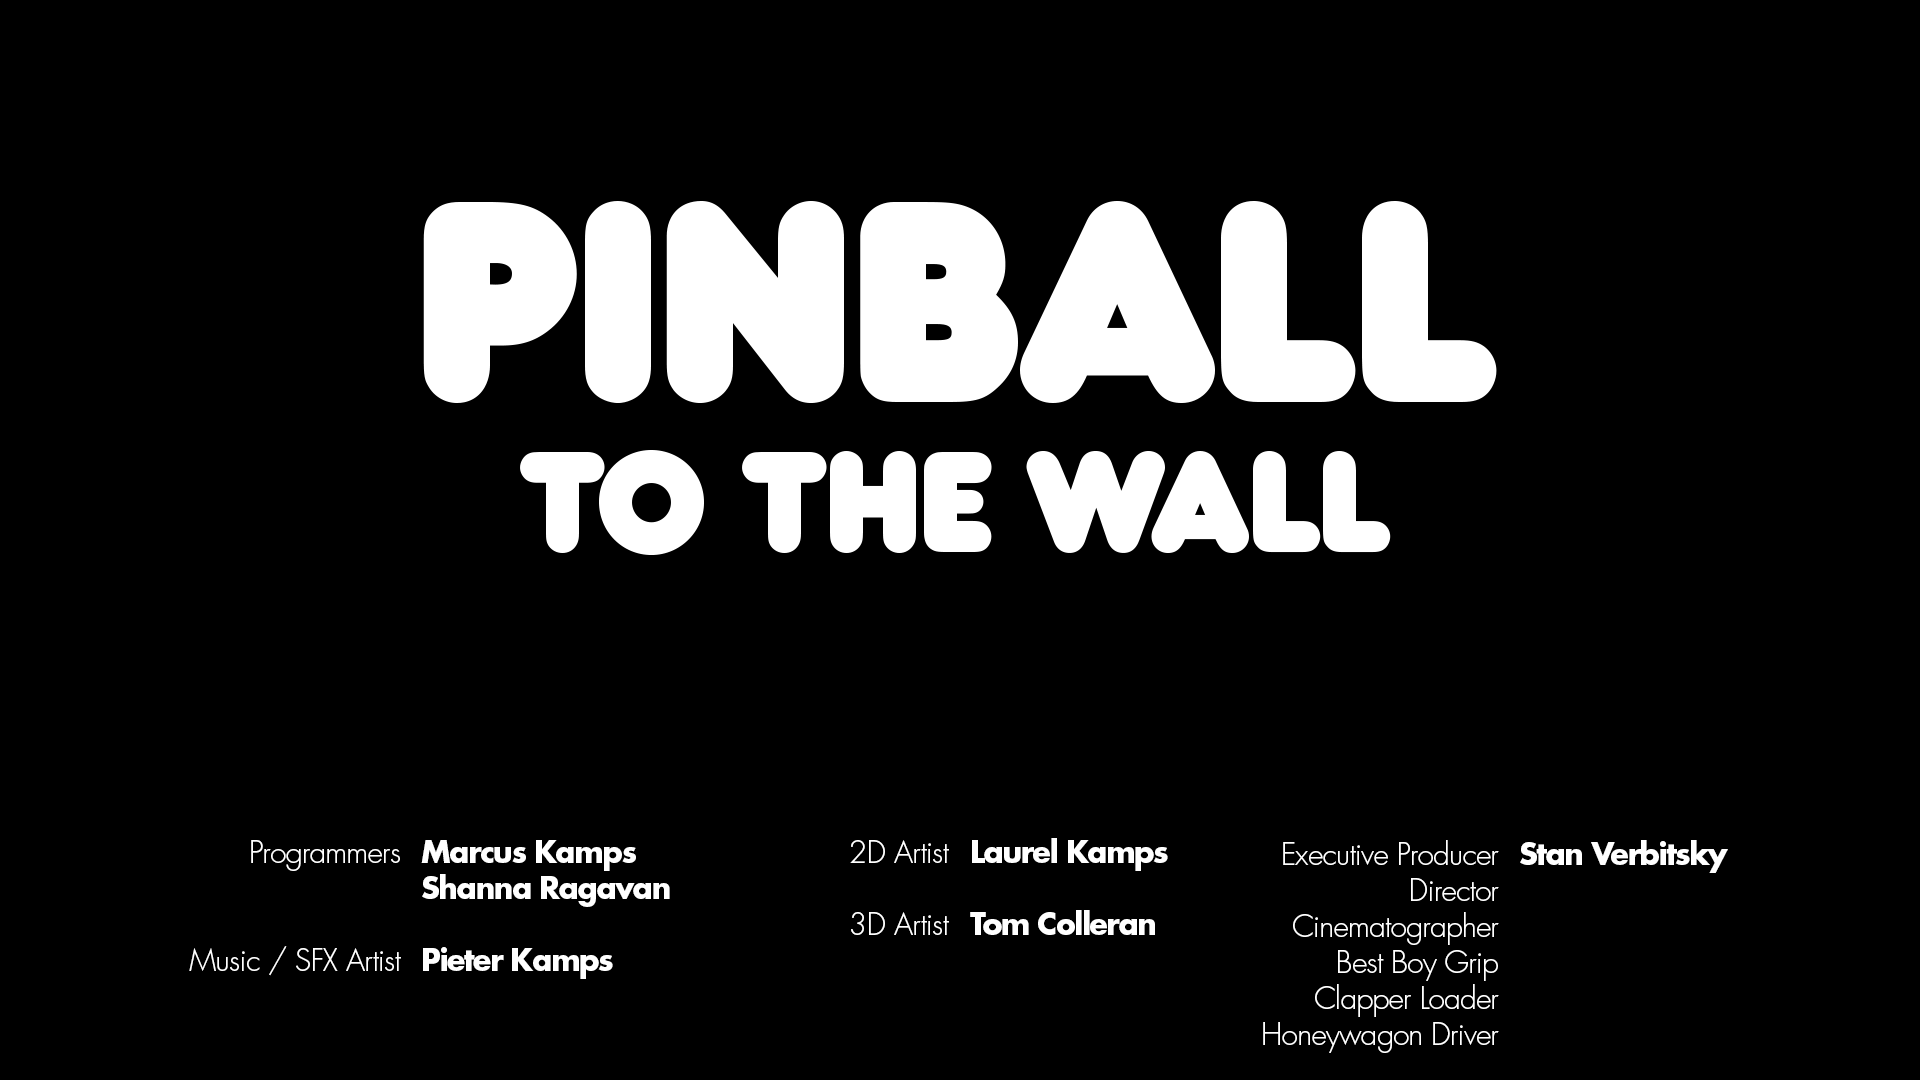 PINBALL
TO THE WALL
Programmers Marcus Kamps
Shanna Ragavan
Music / SFX Artist Pieter Kamps
2D Artist Laurel Kamps
3D Artist Tom Colleran
Executive Producer Stan Verbitsky
Director
Cinematographer
Best Boy Grip
Clapper Loader
Honeywagon Driver